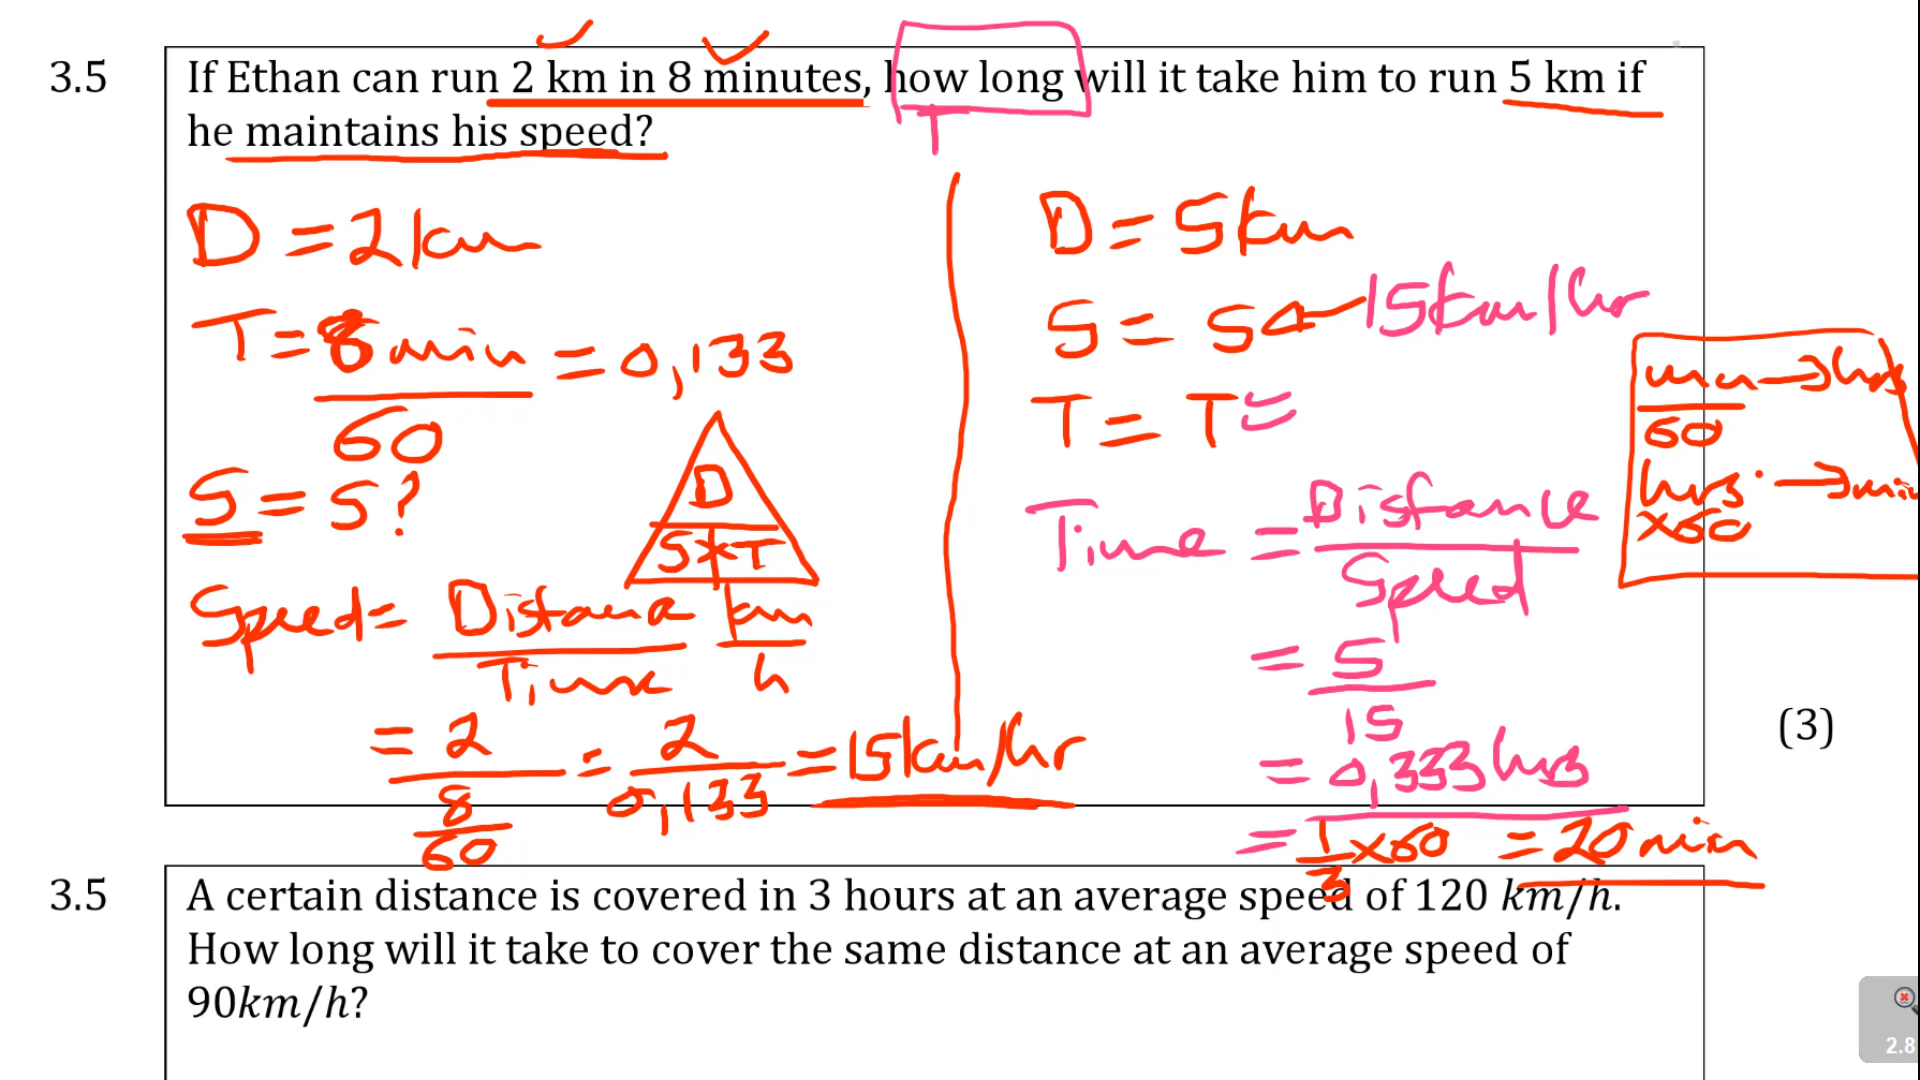 3.5 If Ethan can run 2 km in 8 minutes, how long will it take him to run 5 km if
he maintains his speed?
T
D = 2km
T = 8 min / 60 = 0,133
S = S?
D
S * T
Speed = Distance / Time km / h
= 2 / 8/60 = 2 / 0,133 = 15km/hr
D = 5km
S = S ← 15km/hr
T = T =
Time = Distance / Speed
= 5 / 15
= 0,333hrs
= 1/3 x 60 = 20 min
min → hrs
60
hrs → min
x60
(3)
3.5 A certain distance is covered in 3 hours at an average speed of 120 km/h.
How long will it take to cover the same distance at an average speed of
90km/h?
2.8